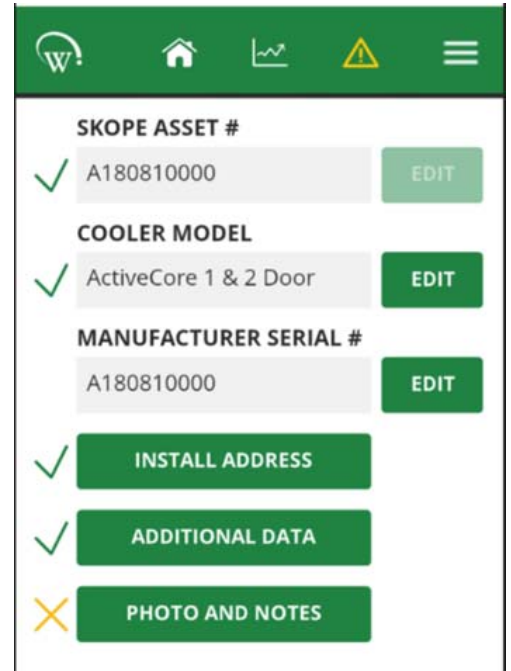 W
SKOPE ASSET #
A180810000 EDIT
COOLER MODEL
ActiveCore 1 & 2 Door EDIT
MANUFACTURER SERIAL #
A180810000 EDIT
INSTALL ADDRESS
ADDITIONAL DATA
PHOTO AND NOTES